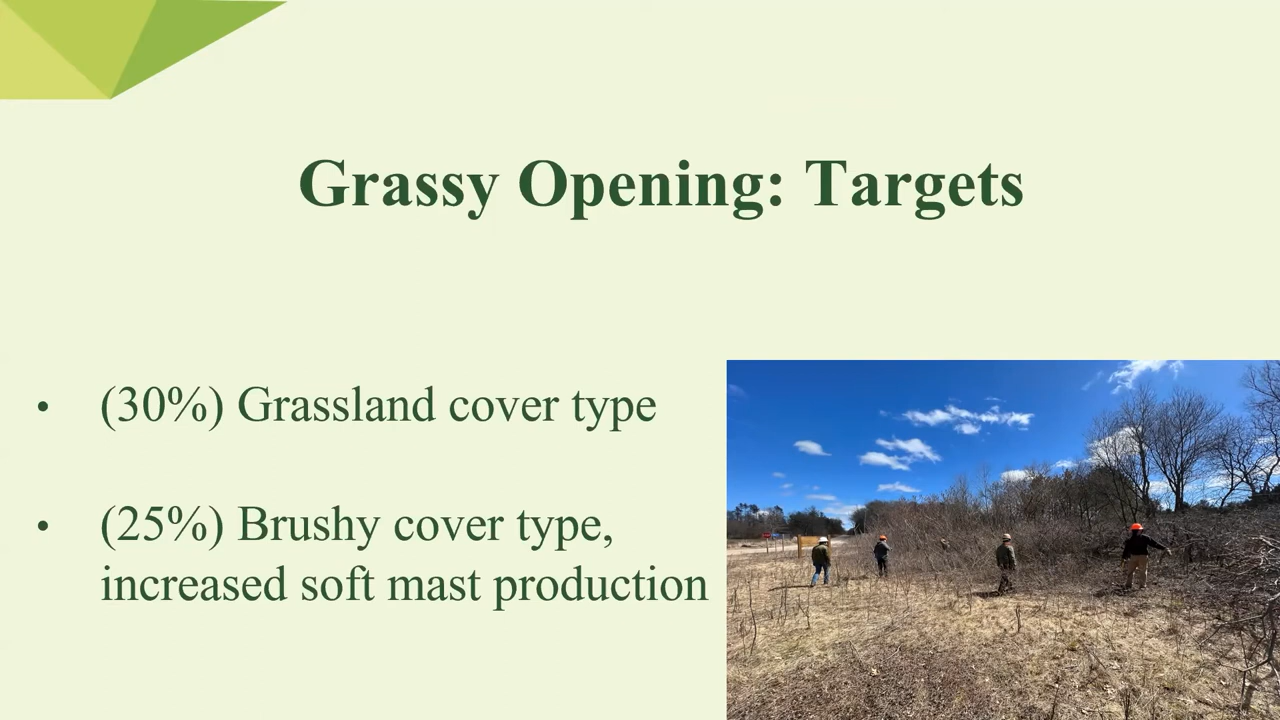 Grassy Opening: Targets
• (30%) Grassland cover type
• (25%) Brushy cover type,
increased soft mast production